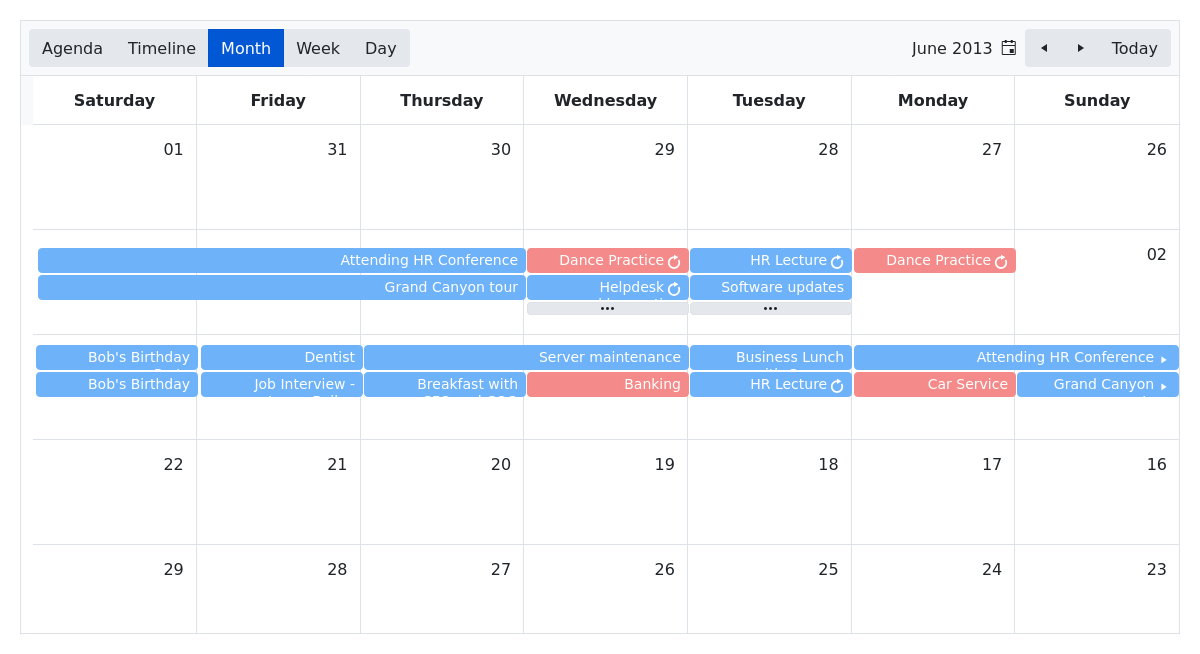 Agenda Timeline Month Week Day June 2013 Today
Saturday Friday Thursday Wednesday Tuesday Monday Sunday
01 31 30 29 28 27 26
02
Attending HR Conference Dance Practice HR Lecture Dance Practice
Grand Canyon tour Helpdesk Software updates
Bob's Birthday Dentist Server maintenance Business Lunch Attending HR Conference
Bob's Birthday Job Interview - Breakfast with Banking HR Lecture Car Service Grand Canyon
22 21 20 19 18 17 16
29 28 27 26 25 24 23